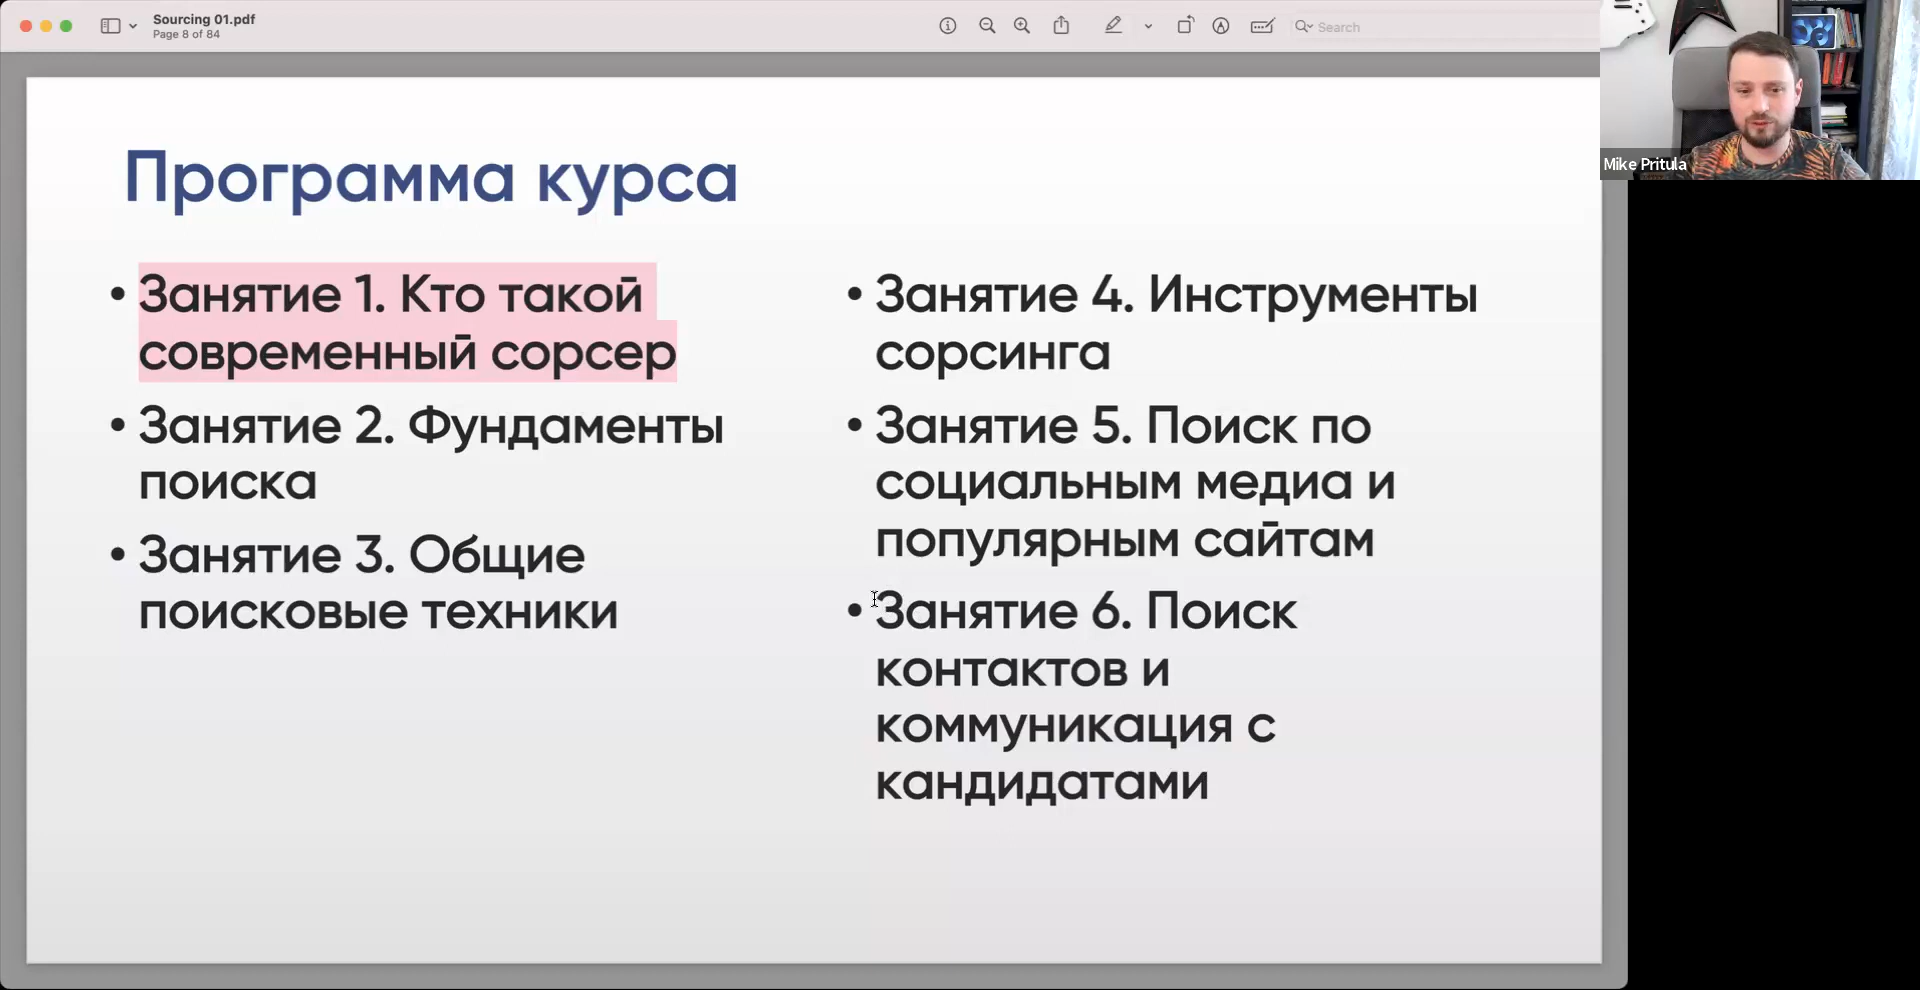 Sourcing 01.pdf
Page 8 of 84
Search
Mike Pritula
Программа курса
• Занятие 1. Кто такой
современный сорсер
• Занятие 2. Фундаменты
поиска
• Занятие 3. Общие
поисковые техники
• Занятие 4. Инструменты
сорсинга
• Занятие 5. Поиск по
социальным медиа и
популярным сайтам
• Занятие 6. Поиск
контактов и
коммуникация с
кандидатами